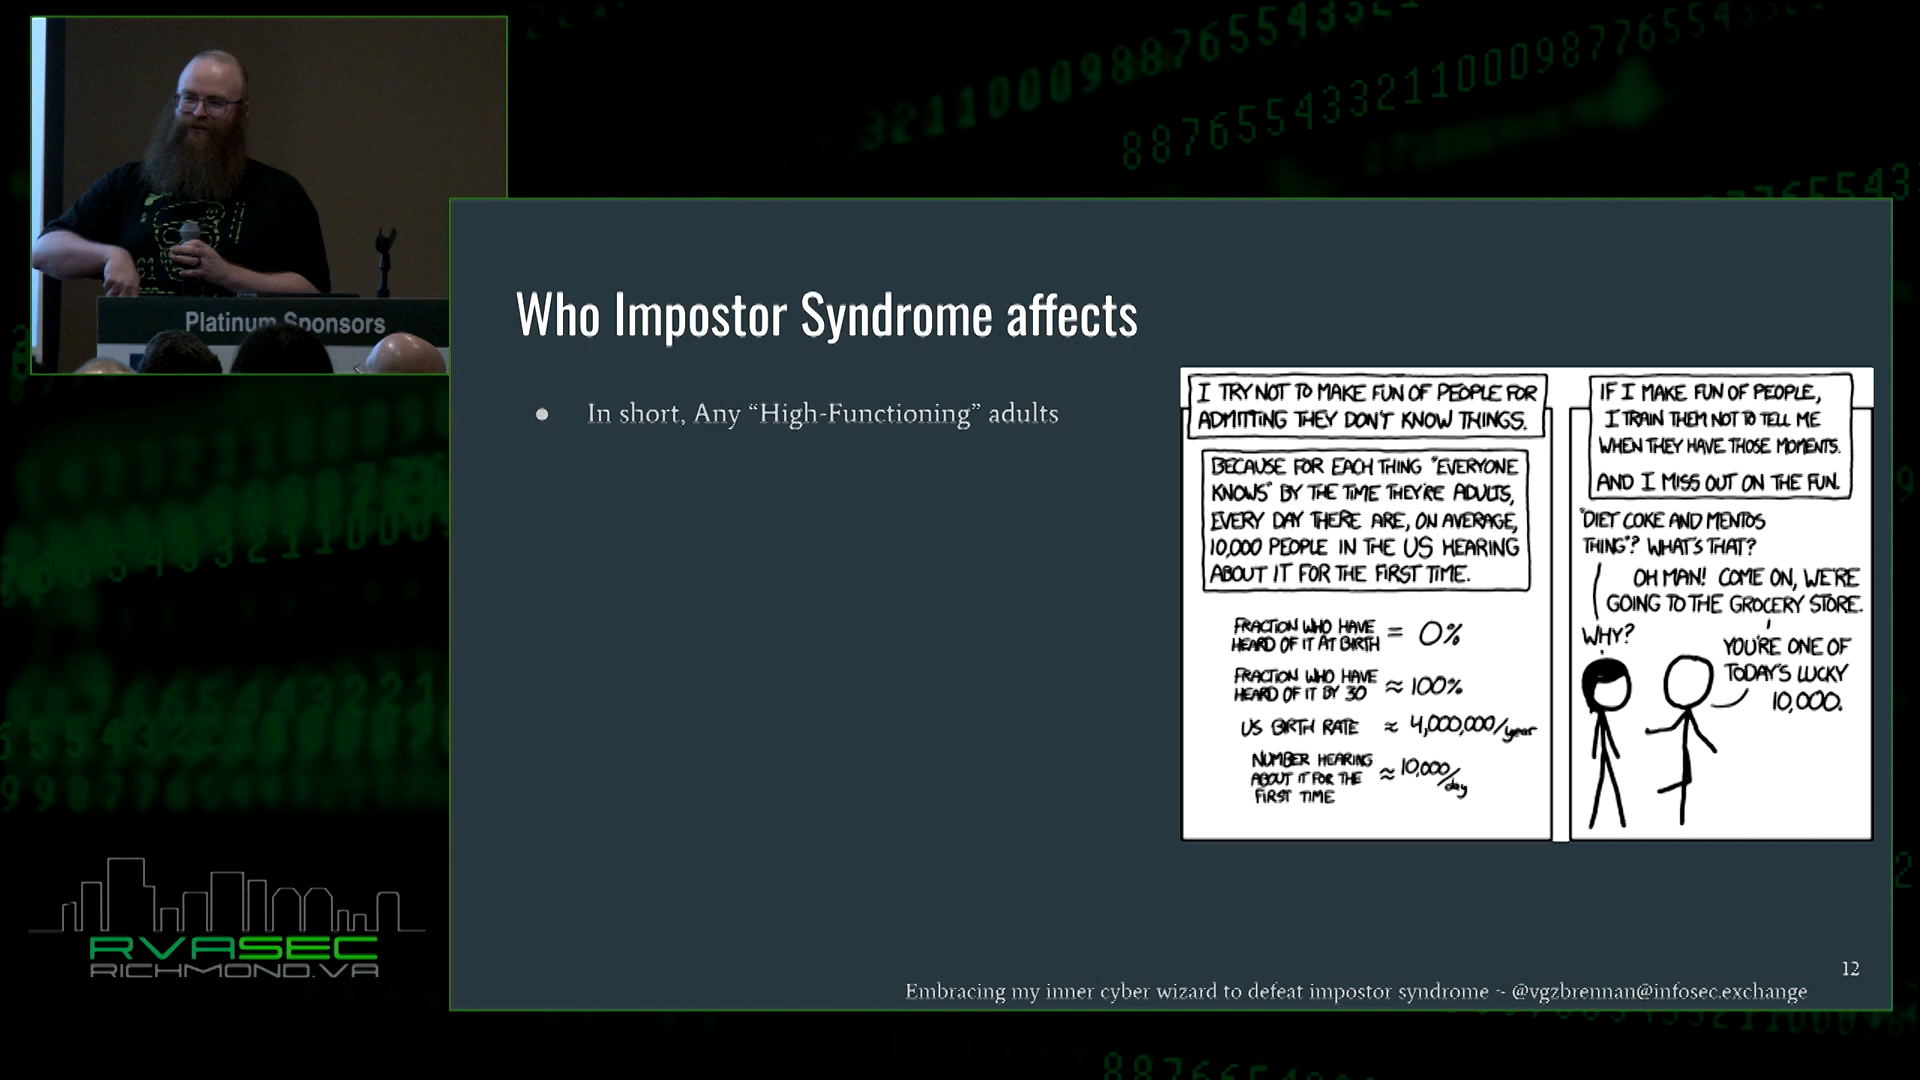 Platinum Sponsors
Who Impostor Syndrome affects
● In short, Any “High-Functioning” adults
I TRY NOT TO MAKE FUN OF PEOPLE FOR
ADMITTING THEY DON'T KNOW THINGS.
BECAUSE FOR EACH THING "EVERYONE
KNOWS" BY THE TIME THEY'RE ADULTS,
EVERY DAY THERE ARE, ON AVERAGE,
10,000 PEOPLE IN THE US HEARING
ABOUT IT FOR THE FIRST TIME.
FRACTION WHO HAVE
HEARD OF IT AT BIRTH = 0%
FRACTION WHO HAVE
HEARD OF IT BY 30 ≈ 100%
US BIRTH RATE ≈ 4,000,000/year
NUMBER HEARING
ABOUT IT FOR THE
FIRST TIME ≈ 10,000/day
IF I MAKE FUN OF PEOPLE,
I TRAIN THEM NOT TO TELL ME
WHEN THEY HAVE THOSE MOMENTS.
AND I MISS OUT ON THE FUN.
"DIET COKE AND MENTOS
THING"? WHAT'S THAT?
OH MAN! COME ON, WE'RE
GOING TO THE GROCERY STORE.
WHY?
YOU'RE ONE OF
TODAY'S LUCKY
10,000.
12
Embracing my inner cyber wizard to defeat impostor syndrome ~ @vgzbrennan@infosec.exchange
RVASEC
RICHMOND.VA
32110009887655433
88765543321100098776554